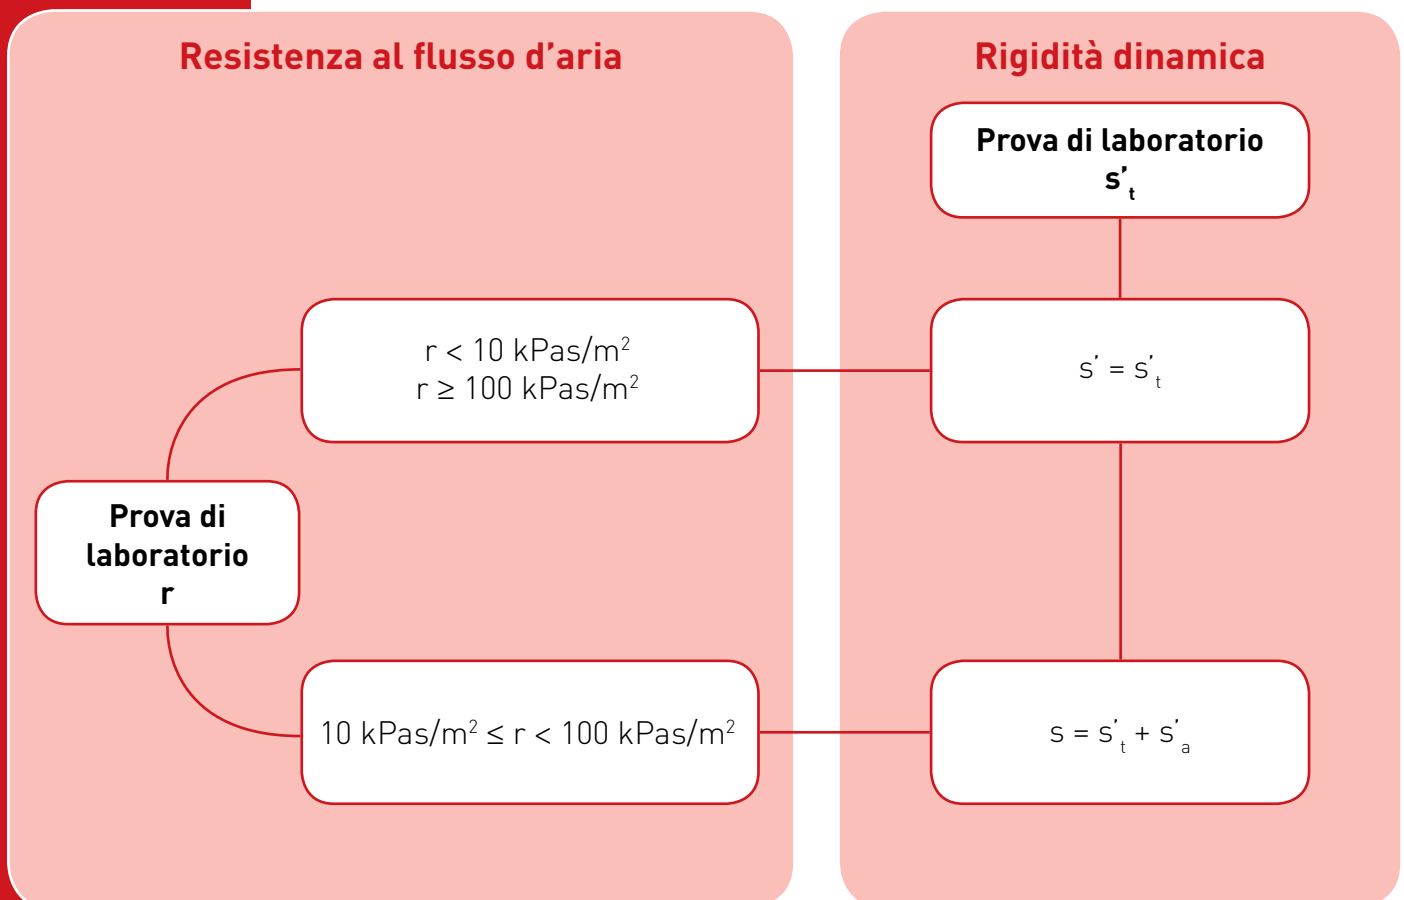 Resistenza al flusso d’aria
Rigidità dinamica
Prova di laboratorio
s’t
r < 10 kPas/m²
r ≥ 100 kPas/m²
s’ = s’t
Prova di
laboratorio
r
10 kPas/m² ≤ r < 100 kPas/m²
s = s’t + s’a